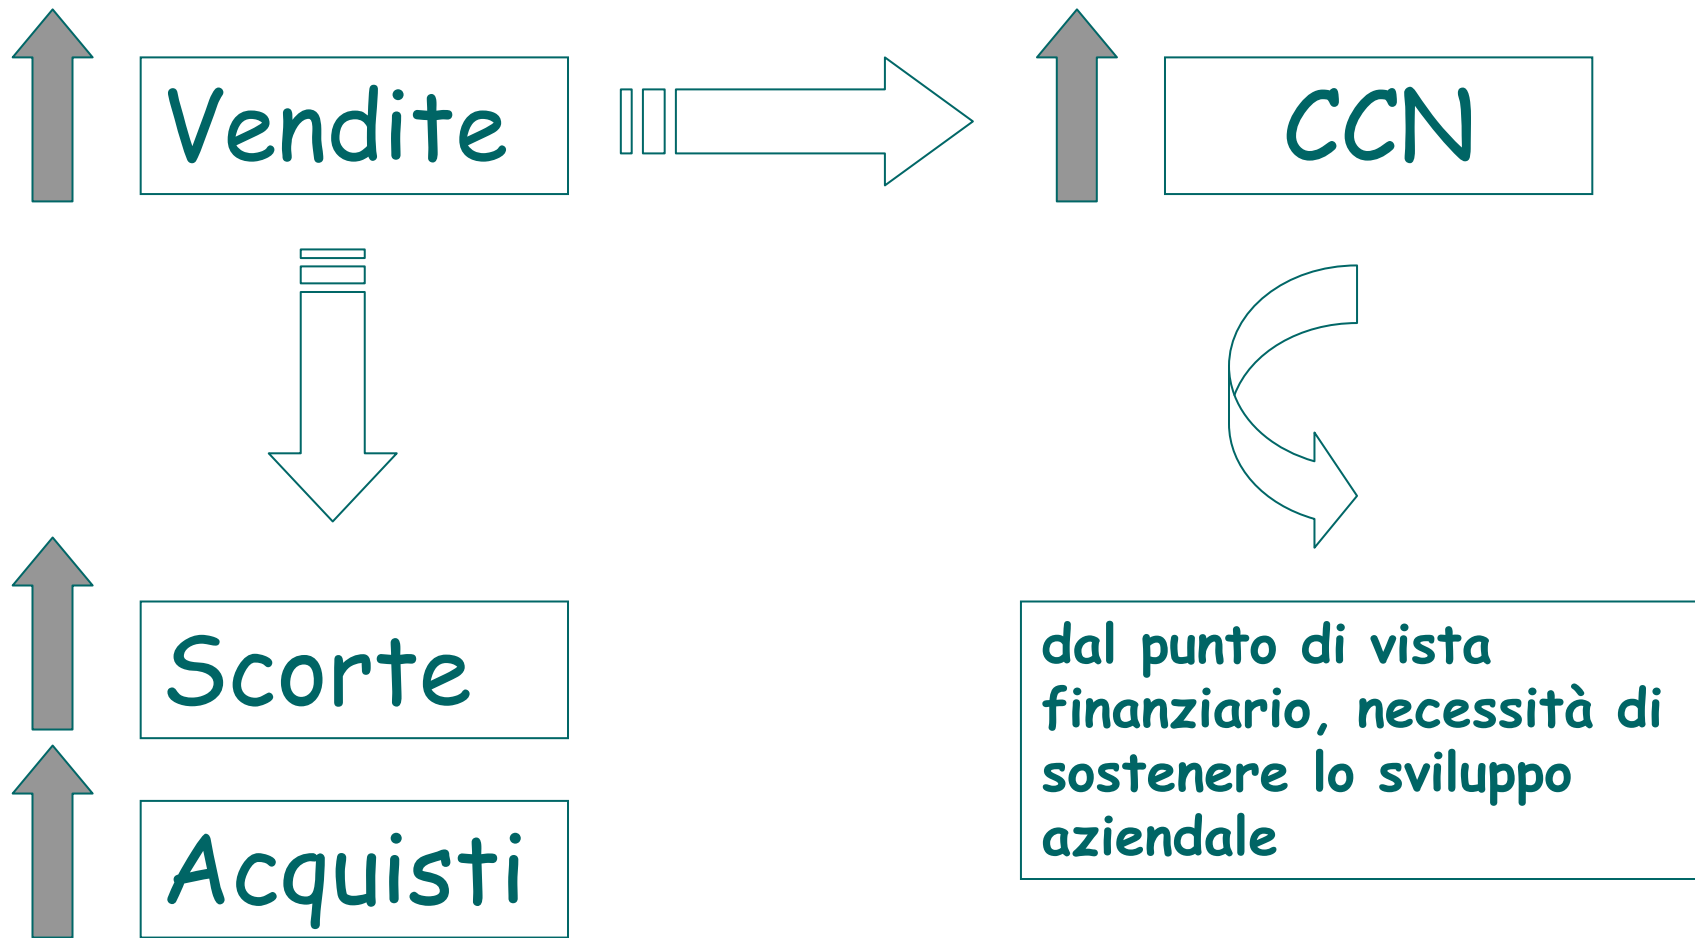 Vendite
CCN
Scorte
Acquisti
dal punto di vista
finanziario, necessità di
sostenere lo sviluppo
aziendale